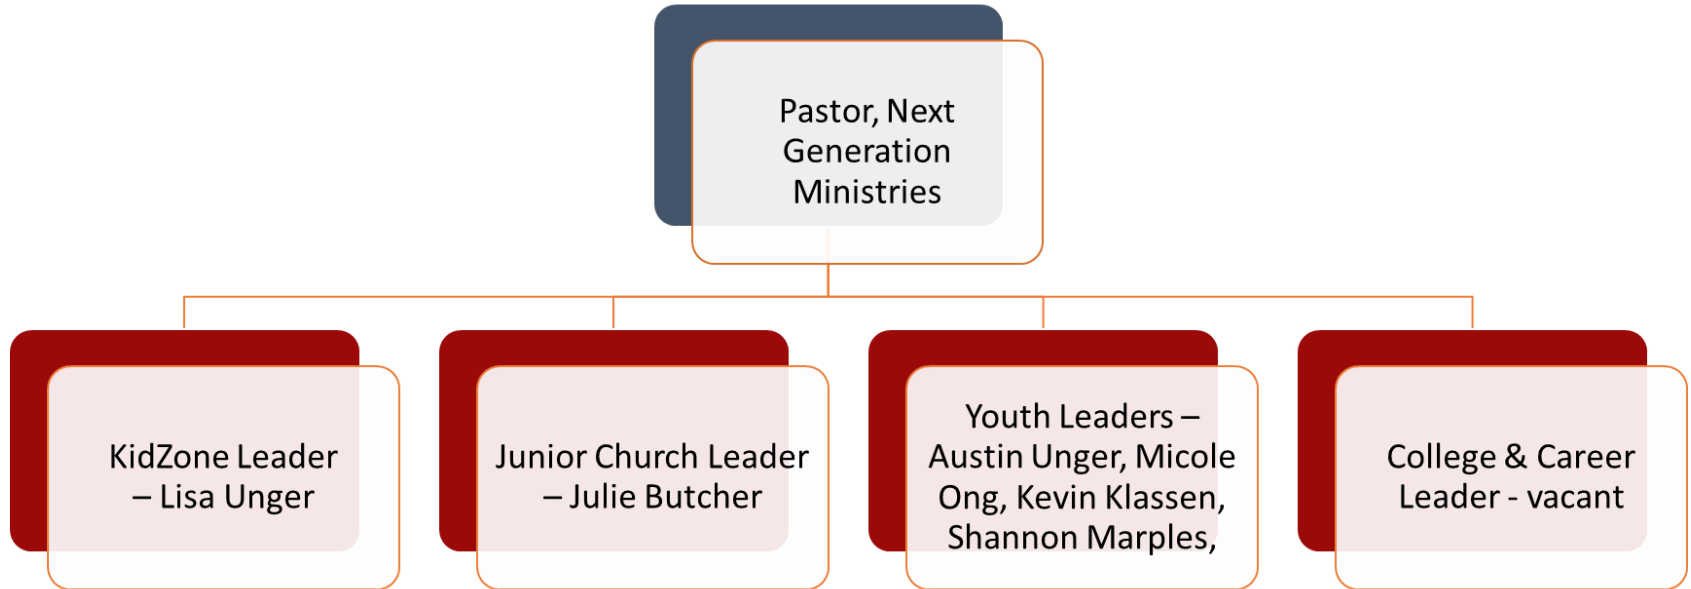 Pastor, Next
Generation
Ministries
KidZone Leader
– Lisa Unger
Junior Church Leader
– Julie Butcher
Youth Leaders –
Austin Unger, Micole
Ong, Kevin Klassen,
Shannon Marples,
College & Career
Leader - vacant